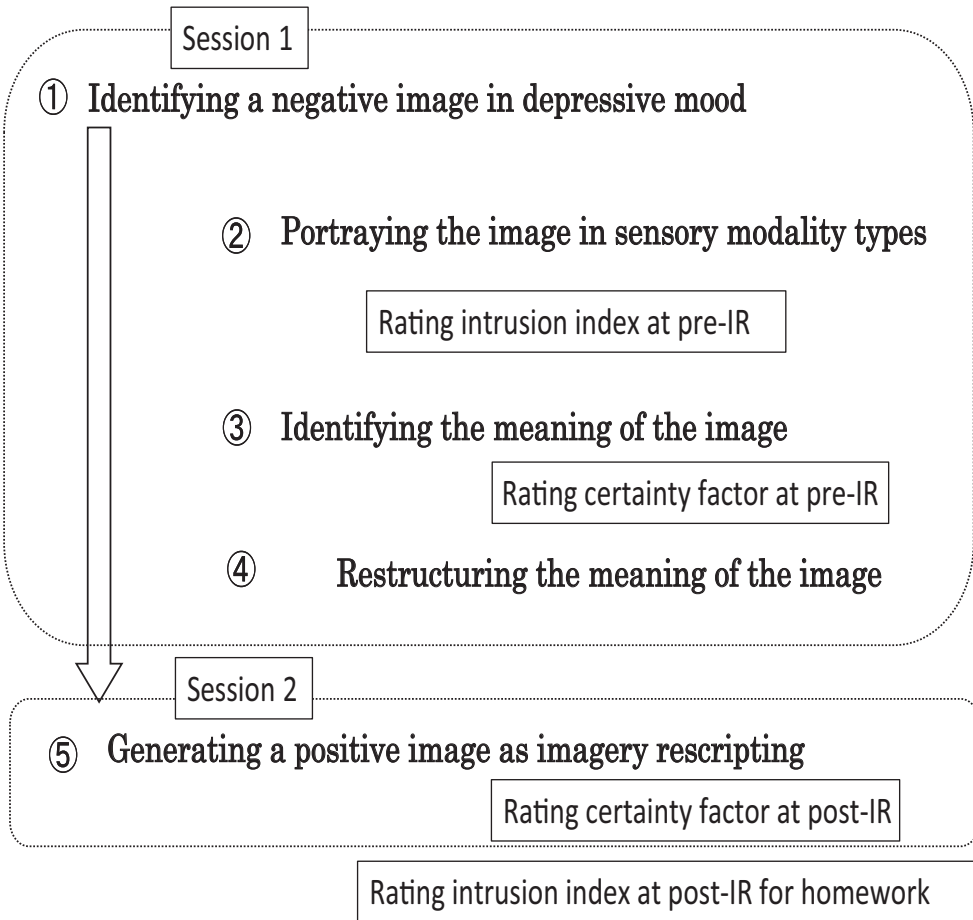 Session 1
① Identifying a negative image in depressive mood
② Portraying the image in sensory modality types
Rating intrusion index at pre-IR
③ Identifying the meaning of the image
Rating certainty factor at pre-IR
④ Restructuring the meaning of the image
Session 2
⑤ Generating a positive image as imagery rescripting
Rating certainty factor at post-IR
Rating intrusion index at post-IR for homework